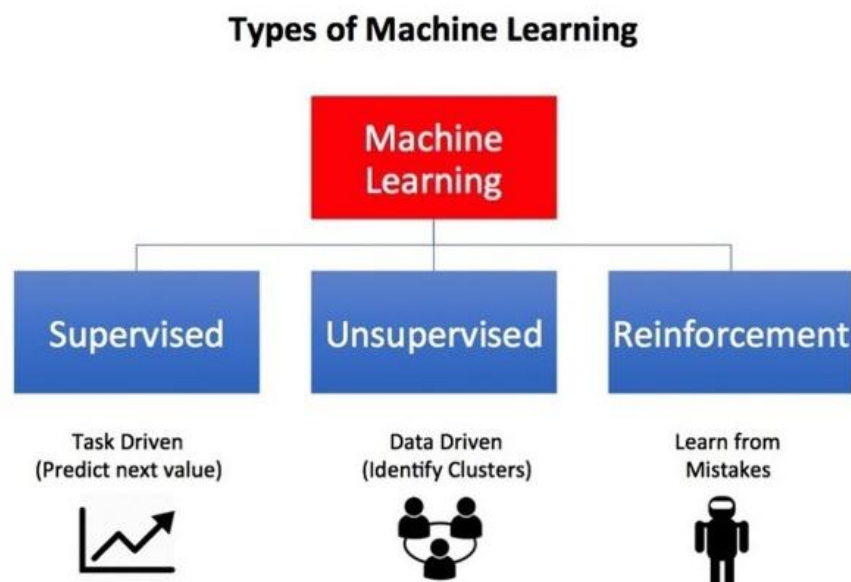 Types of Machine Learning
Machine
Learning
Supervised
Unsupervised
Reinforcement
Task Driven
(Predict next value)
Data Driven
(Identify Clusters)
Learn from
Mistakes